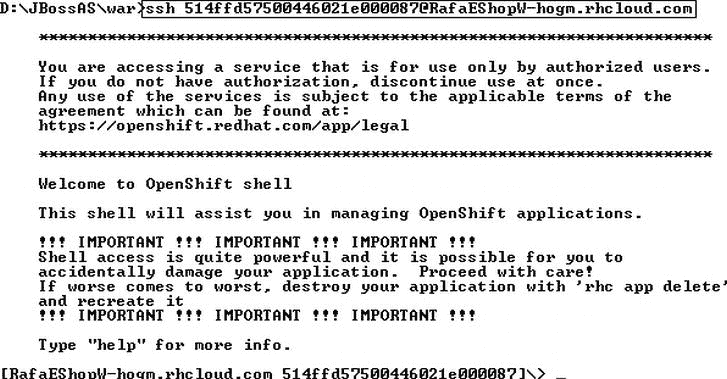 D:\JBossAS\war>ssh 514ffd57500446021e000087@RafaEShopW-hogm.rhcloud.com
*********************************************************************
You are accessing a service that is for use only by authorized users.
If you do not have authorization, discontinue use at once.
Any use of the services is subject to the applicable terms of the
agreement which can be found at:
https://openshift.redhat.com/app/legal
*********************************************************************
Welcome to OpenShift shell
This shell will assist you in managing OpenShift applications.
!!! IMPORTANT !!! IMPORTANT !!! IMPORTANT !!!
Shell access is quite powerful and it is possible for you to
accidentally damage your application.  Proceed with care!
If worse comes to worst, destroy your application with 'rhc app delete'
and recreate it
!!! IMPORTANT !!! IMPORTANT !!! IMPORTANT !!!
Type "help" for more info.
[RafaEShopW-hogm.rhcloud.com 514ffd57500446021e000087]\> _